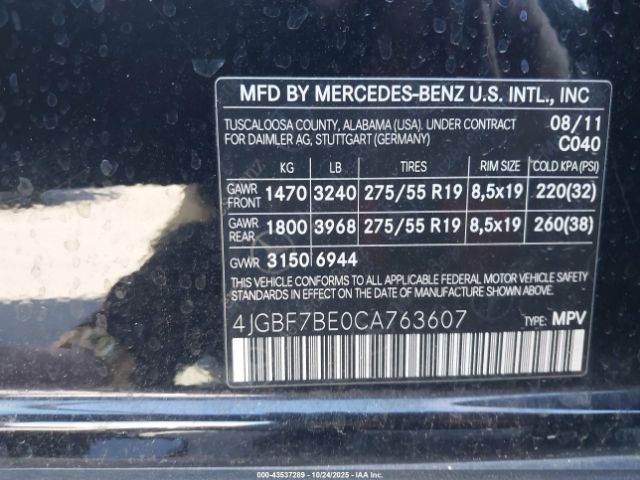 MFD BY MERCEDES-BENZ U.S. INTL., INC
TUSCALOOSA COUNTY, ALABAMA (USA). UNDER CONTRACT 08/11
FOR DAIMLER AG, STUTTGART (GERMANY) C040
KG LB TIRES RIM SIZE COLD KPA (PSI)
GAWR FRONT 1470 3240 275/55 R19 8,5x19 220(32)
GAWR REAR 1800 3968 275/55 R19 8,5x19 260(38)
GVWR 3150 6944
THIS VEHICLE CONFORMS TO ALL APPLICABLE FEDERAL MOTOR VEHICLE SAFETY
STANDARDS IN EFFECT ON THE DATE OF MANUFACTURE SHOWN ABOVE.
4JGBF7BE0CA763607 TYPE: MPV
000-43537289 - 10/24/2025 - IAAI.COM